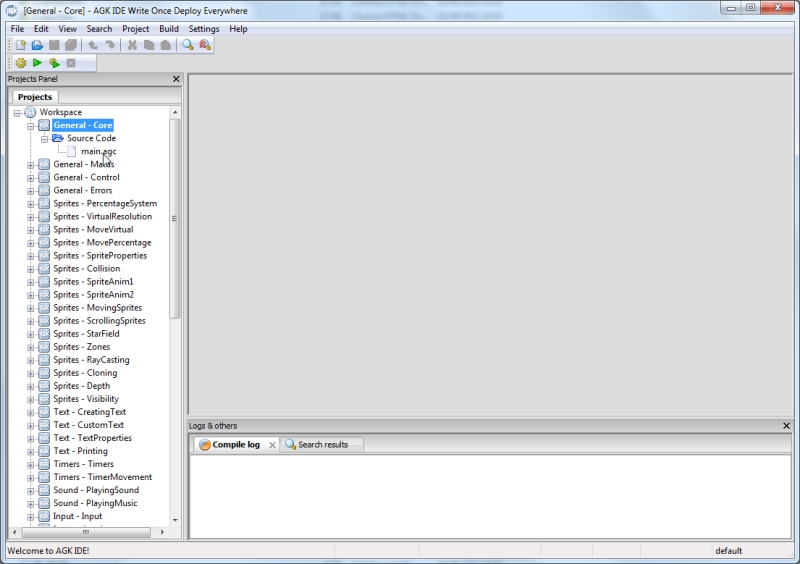 [General - Core] - AGK IDE Write Once Deploy Everywhere
File Edit View Search Project Build Settings Help
Projects Panel
Projects
Workspace
General - Core
Source Code
main.agc
General - Maths
General - Control
General - Errors
Sprites - PercentageSystem
Sprites - VirtualResolution
Sprites - MoveVirtual
Sprites - MovePercentage
Sprites - SpriteProperties
Sprites - Collision
Sprites - SpriteAnim1
Sprites - SpriteAnim2
Sprites - MovingSprites
Sprites - ScrollingSprites
Sprites - StarField
Sprites - Zones
Sprites - RayCasting
Sprites - Cloning
Sprites - Depth
Sprites - Visibility
Text - CreatingText
Text - CustomText
Text - TextProperties
Text - Printing
Timers - Timers
Timers - TimerMovement
Sound - PlayingSound
Sound - PlayingMusic
Input - Input
Logs & others
Compile log
Search results
Welcome to AGK IDE!
default